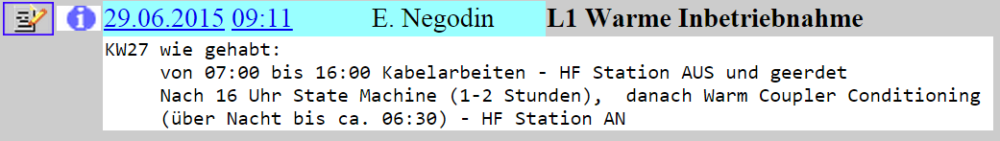 29.06.2015 09:11 E. Negodin L1 Warme Inbetriebnahme
KW27 wie gehabt:
von 07:00 bis 16:00 Kabelarbeiten - HF Station AUS und geerdet
Nach 16 Uhr State Machine (1-2 Stunden), danach Warm Coupler Conditioning
(über Nacht bis ca. 06:30) - HF Station AN